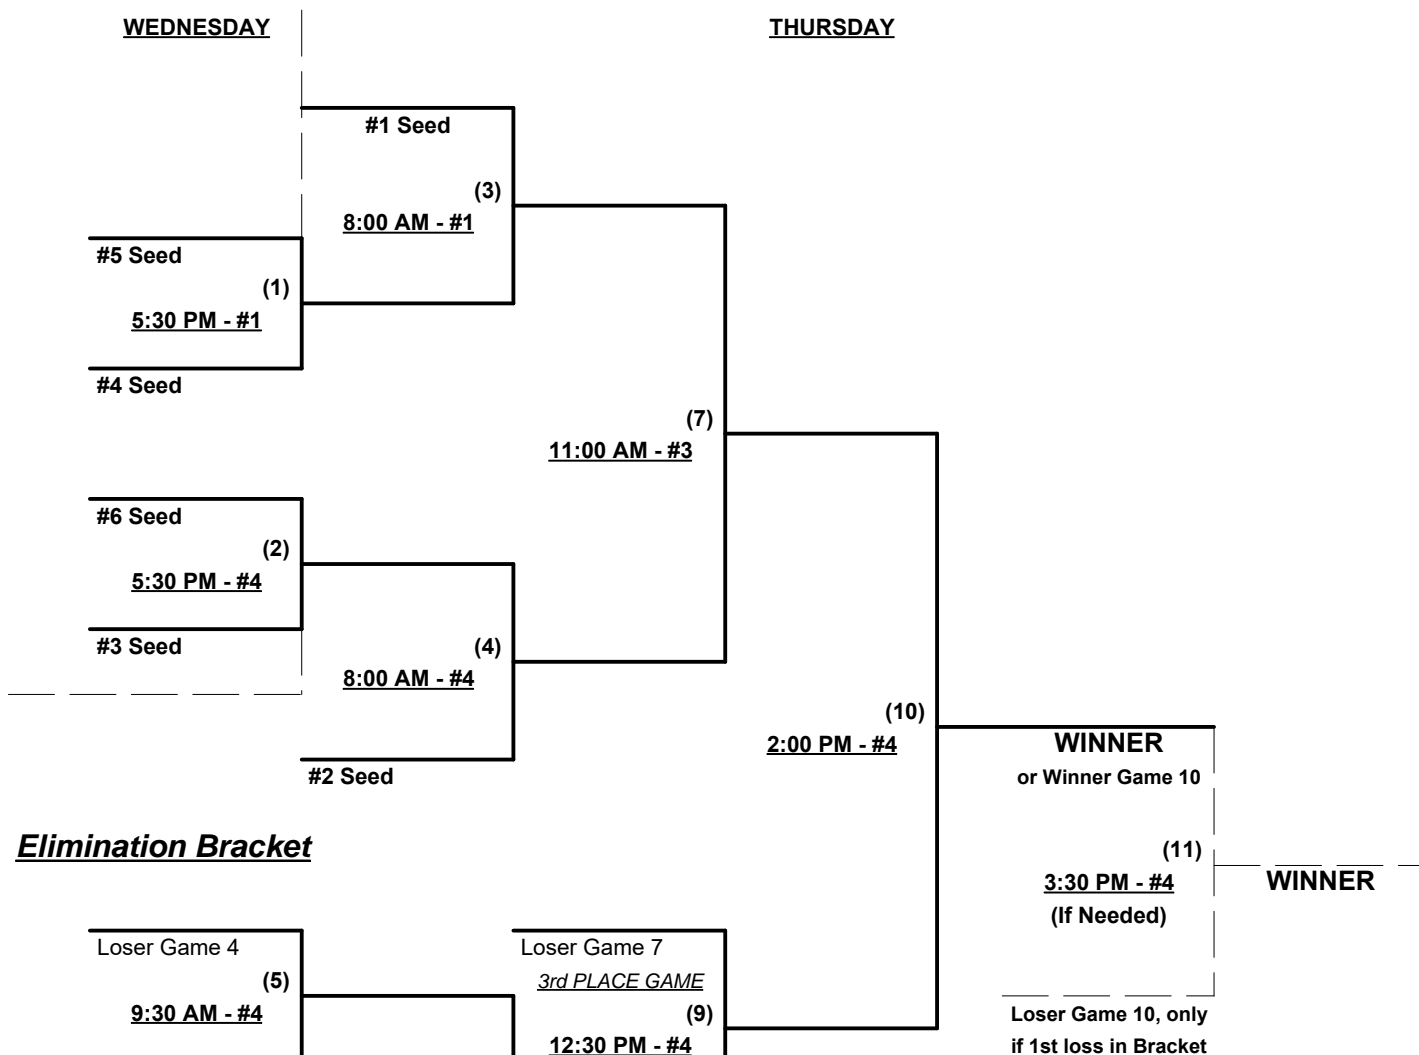 WEDNESDAY
THURSDAY
#1 Seed
(3)
8:00 AM - #1
#5 Seed
(1)
5:30 PM - #1
#4 Seed
(7)
11:00 AM - #3
#6 Seed
(2)
5:30 PM - #4
#3 Seed
(4)
8:00 AM - #4
#2 Seed
(10)
2:00 PM - #4
WINNER
or Winner Game 10
(11)
3:30 PM - #4
(If Needed)
WINNER
Loser Game 10, only
if 1st loss in Bracket
Elimination Bracket
Loser Game 4
(5)
9:30 AM - #4
Loser Game 7
3rd PLACE GAME
(9)
12:30 PM - #4